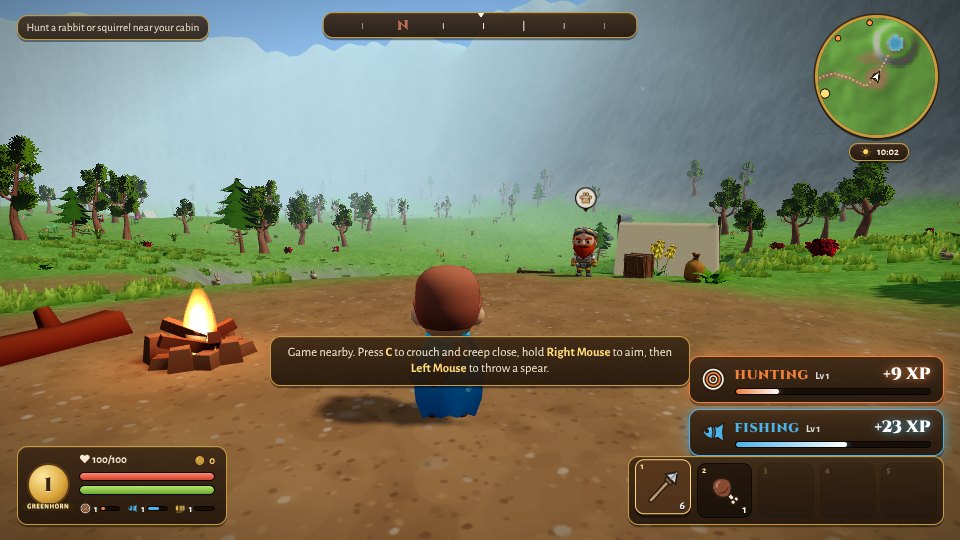 Hunt a rabbit or squirrel near your cabin
N
10:02
Game nearby. Press C to crouch and creep close, hold Right Mouse to aim, then
Left Mouse to throw a spear.
HUNTING Lv1 +9 XP
FISHING Lv1 +23 XP
1
GREENHORN
100/100
0
1 1 1
1 2 3 4 5
6 1